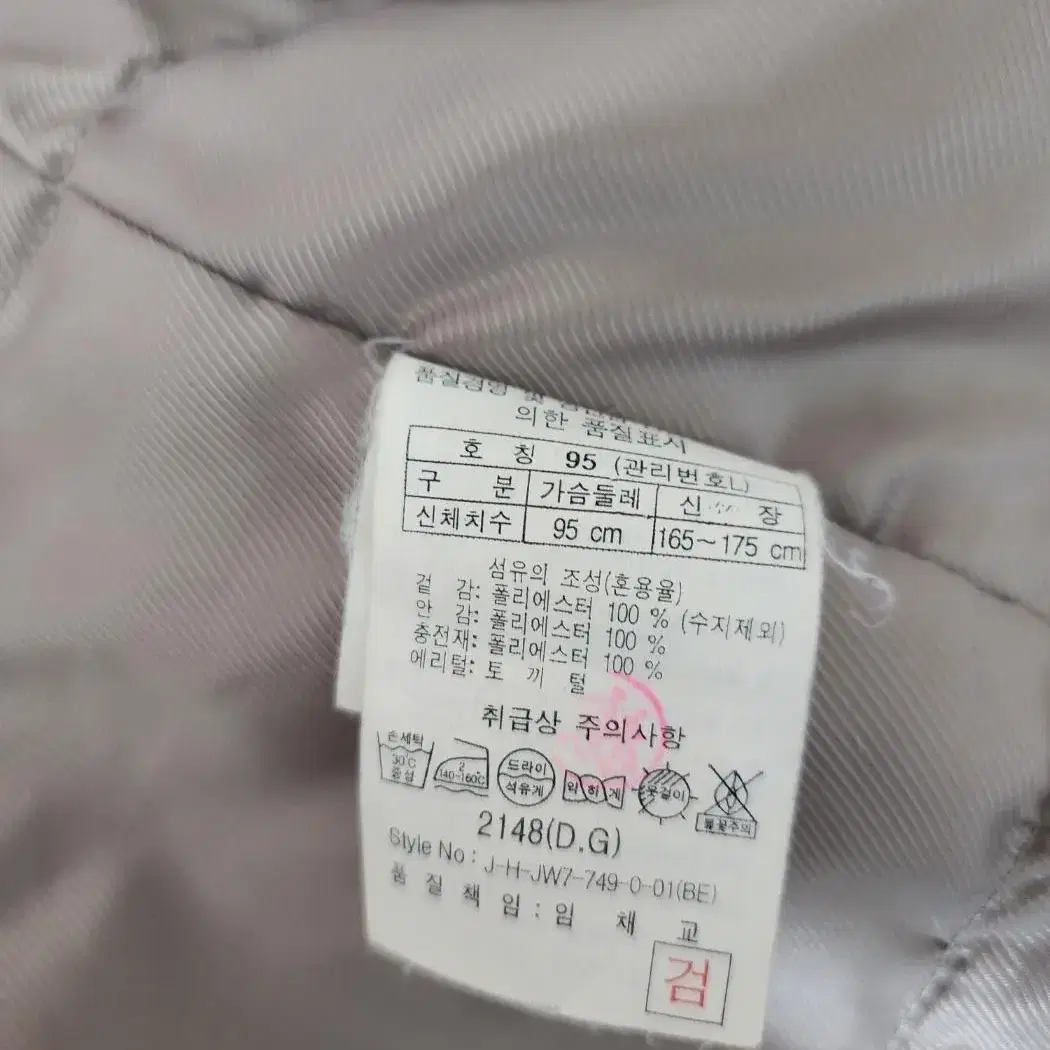 의한 품질표시
호 칭 95 (관리번호L)
구 분 가슴둘레 신 장
신체치수 95 cm 165~175 cm
섬유의 조성(혼용율)
겉 감: 폴리에스터 100 % (수지제외)
안 감: 폴리에스터 100 %
충전재: 폴리에스터 100 %
에리털: 토 끼 털
취급상 주의사항
손세탁 30℃ 중성
2 140~160℃
드라이 석유계
약하게
옷걸이
불꽃주의
2148(D.G)
Style No : J-H-JW7-749-0-01(BE)
품 질 책 임 : 임 채 교
검